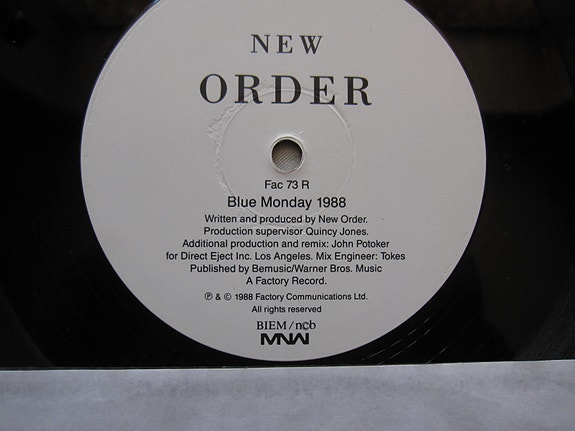 NEW
ORDER
Fac 73 R
Blue Monday 1988
Written and produced by New Order.
Production supervisor Quincy Jones.
Additional production and remix: John Potoker
for Direct Eject Inc. Los Angeles. Mix Engineer: Tokes
Published by Bemusic/Warner Bros. Music
A Factory Record.
℗ & © 1988 Factory Communications Ltd.
All rights reserved
BIEM/ncb
MNW